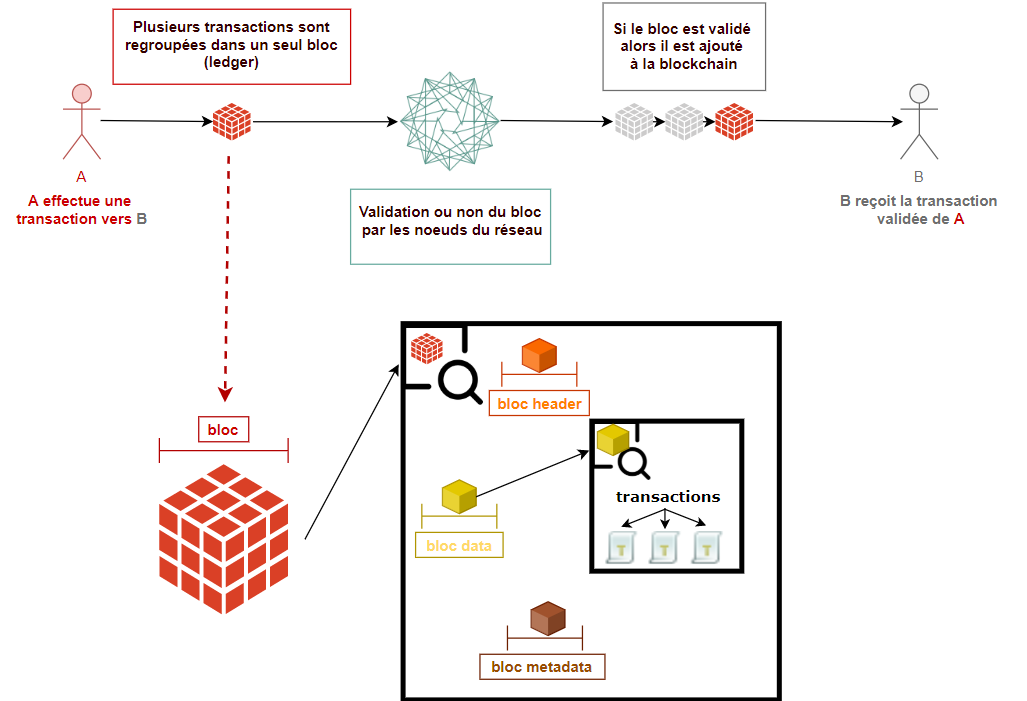 Plusieurs transactions sont
regroupées dans un seul bloc
(ledger)
Si le bloc est validé
alors il est ajouté
à la blockchain
A
A effectue une
transaction vers B
Validation ou non du bloc
par les noeuds du réseau
B
B reçoit la transaction
validée de A
bloc
bloc header
bloc data
transactions
T
T
T
bloc metadata